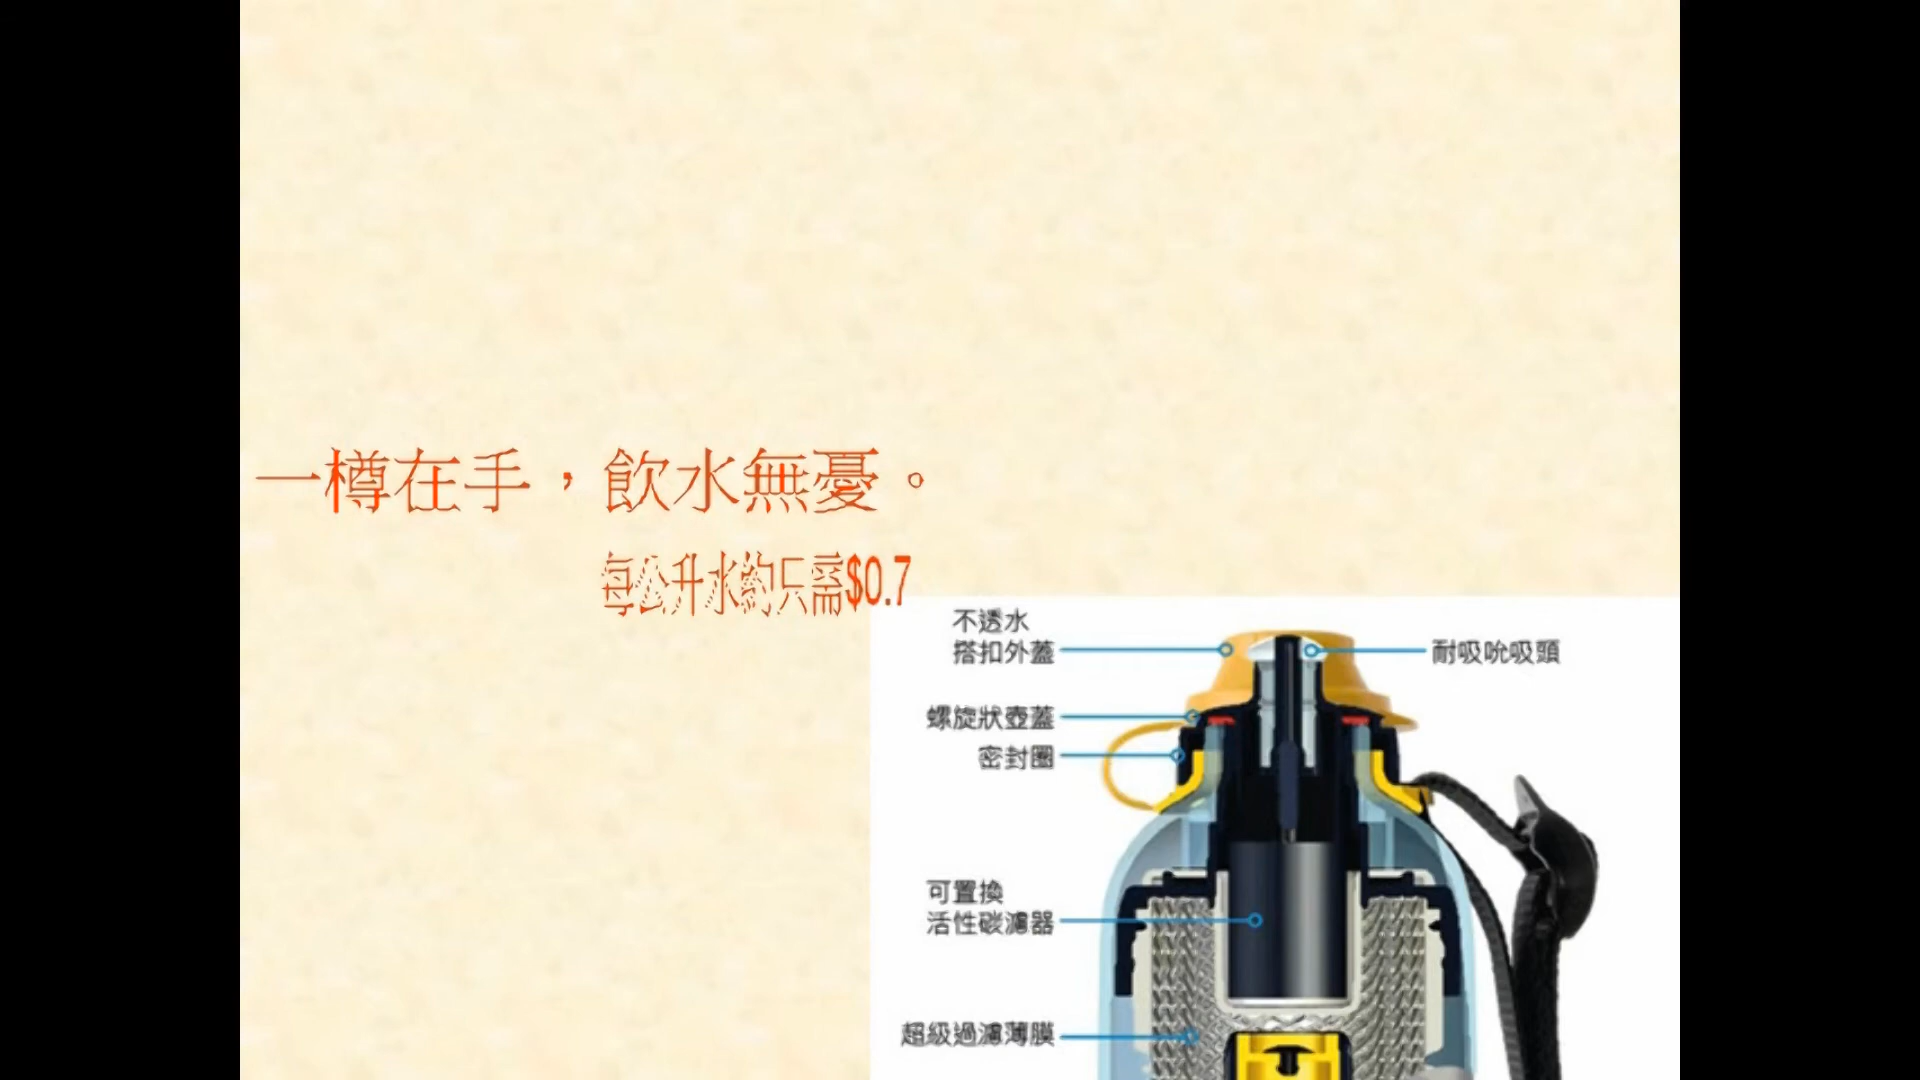 一樽在手，飲水無憂。
每公升水約只需$0.7
不透水
搭扣外蓋
耐吸吮吸頭
螺旋狀壺蓋
密封圈
可置換
活性碳濾器
超級過濾薄膜